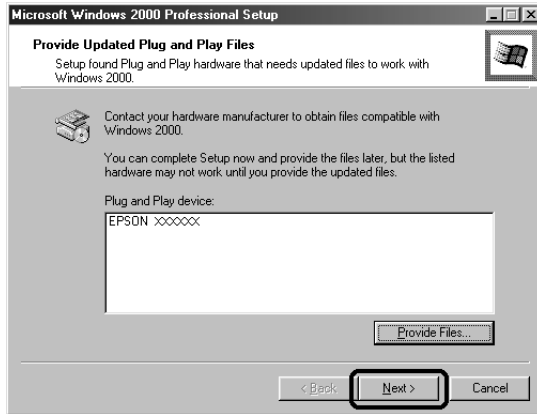 Microsoft Windows 2000 Professional Setup
Provide Updated Plug and Play Files
Setup found Plug and Play hardware that needs updated files to work with
Windows 2000.
Contact your hardware manufacturer to obtain files compatible with
Windows 2000.
You can complete Setup now and provide the files later, but the listed
hardware may not work until you provide the updated files.
Plug and Play device:
EPSON XXXXXX
Provide Files...
< Back Next > Cancel